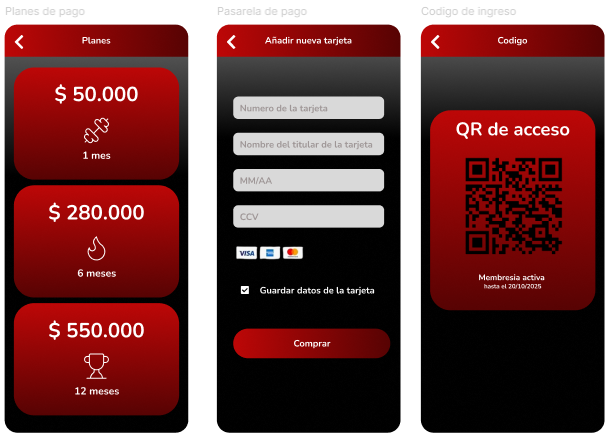 Planes de pago
Planes
$ 50.000
1 mes
$ 280.000
6 meses
$ 550.000
12 meses
Pasarela de pago
Añadir nueva tarjeta
Numero de la tarjeta
Nombre del titular de la tarjeta
MM/AA
CCV
VISA
Guardar datos de la tarjeta
Comprar
Codigo de ingreso
Codigo
QR de acceso
Membresia activa
hasta el 20/10/2025